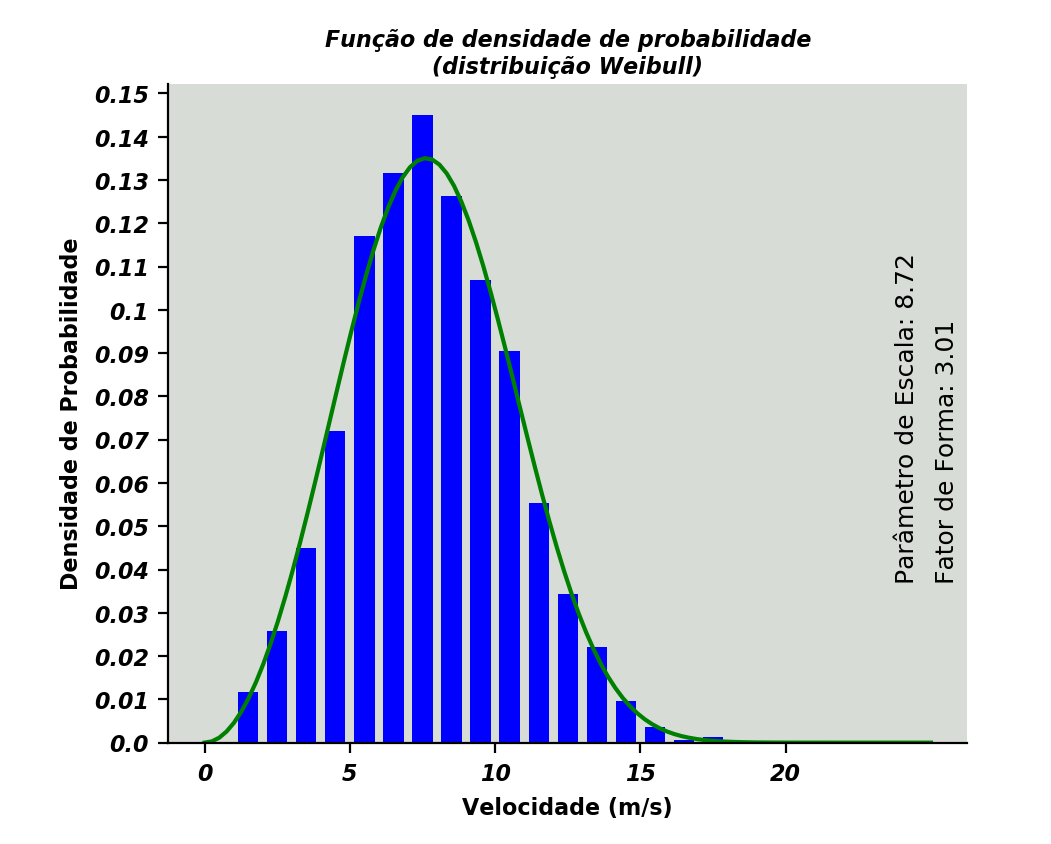 Função de densidade de probabilidade
(distribuição Weibull)
Densidade de Probabilidade
0.15
0.14
0.13
0.12
0.11
0.1
0.09
0.08
0.07
0.06
0.05
0.04
0.03
0.02
0.01
0.0
0 5 10 15 20
Velocidade (m/s)
Parâmetro de Escala: 8.72
Fator de Forma: 3.01